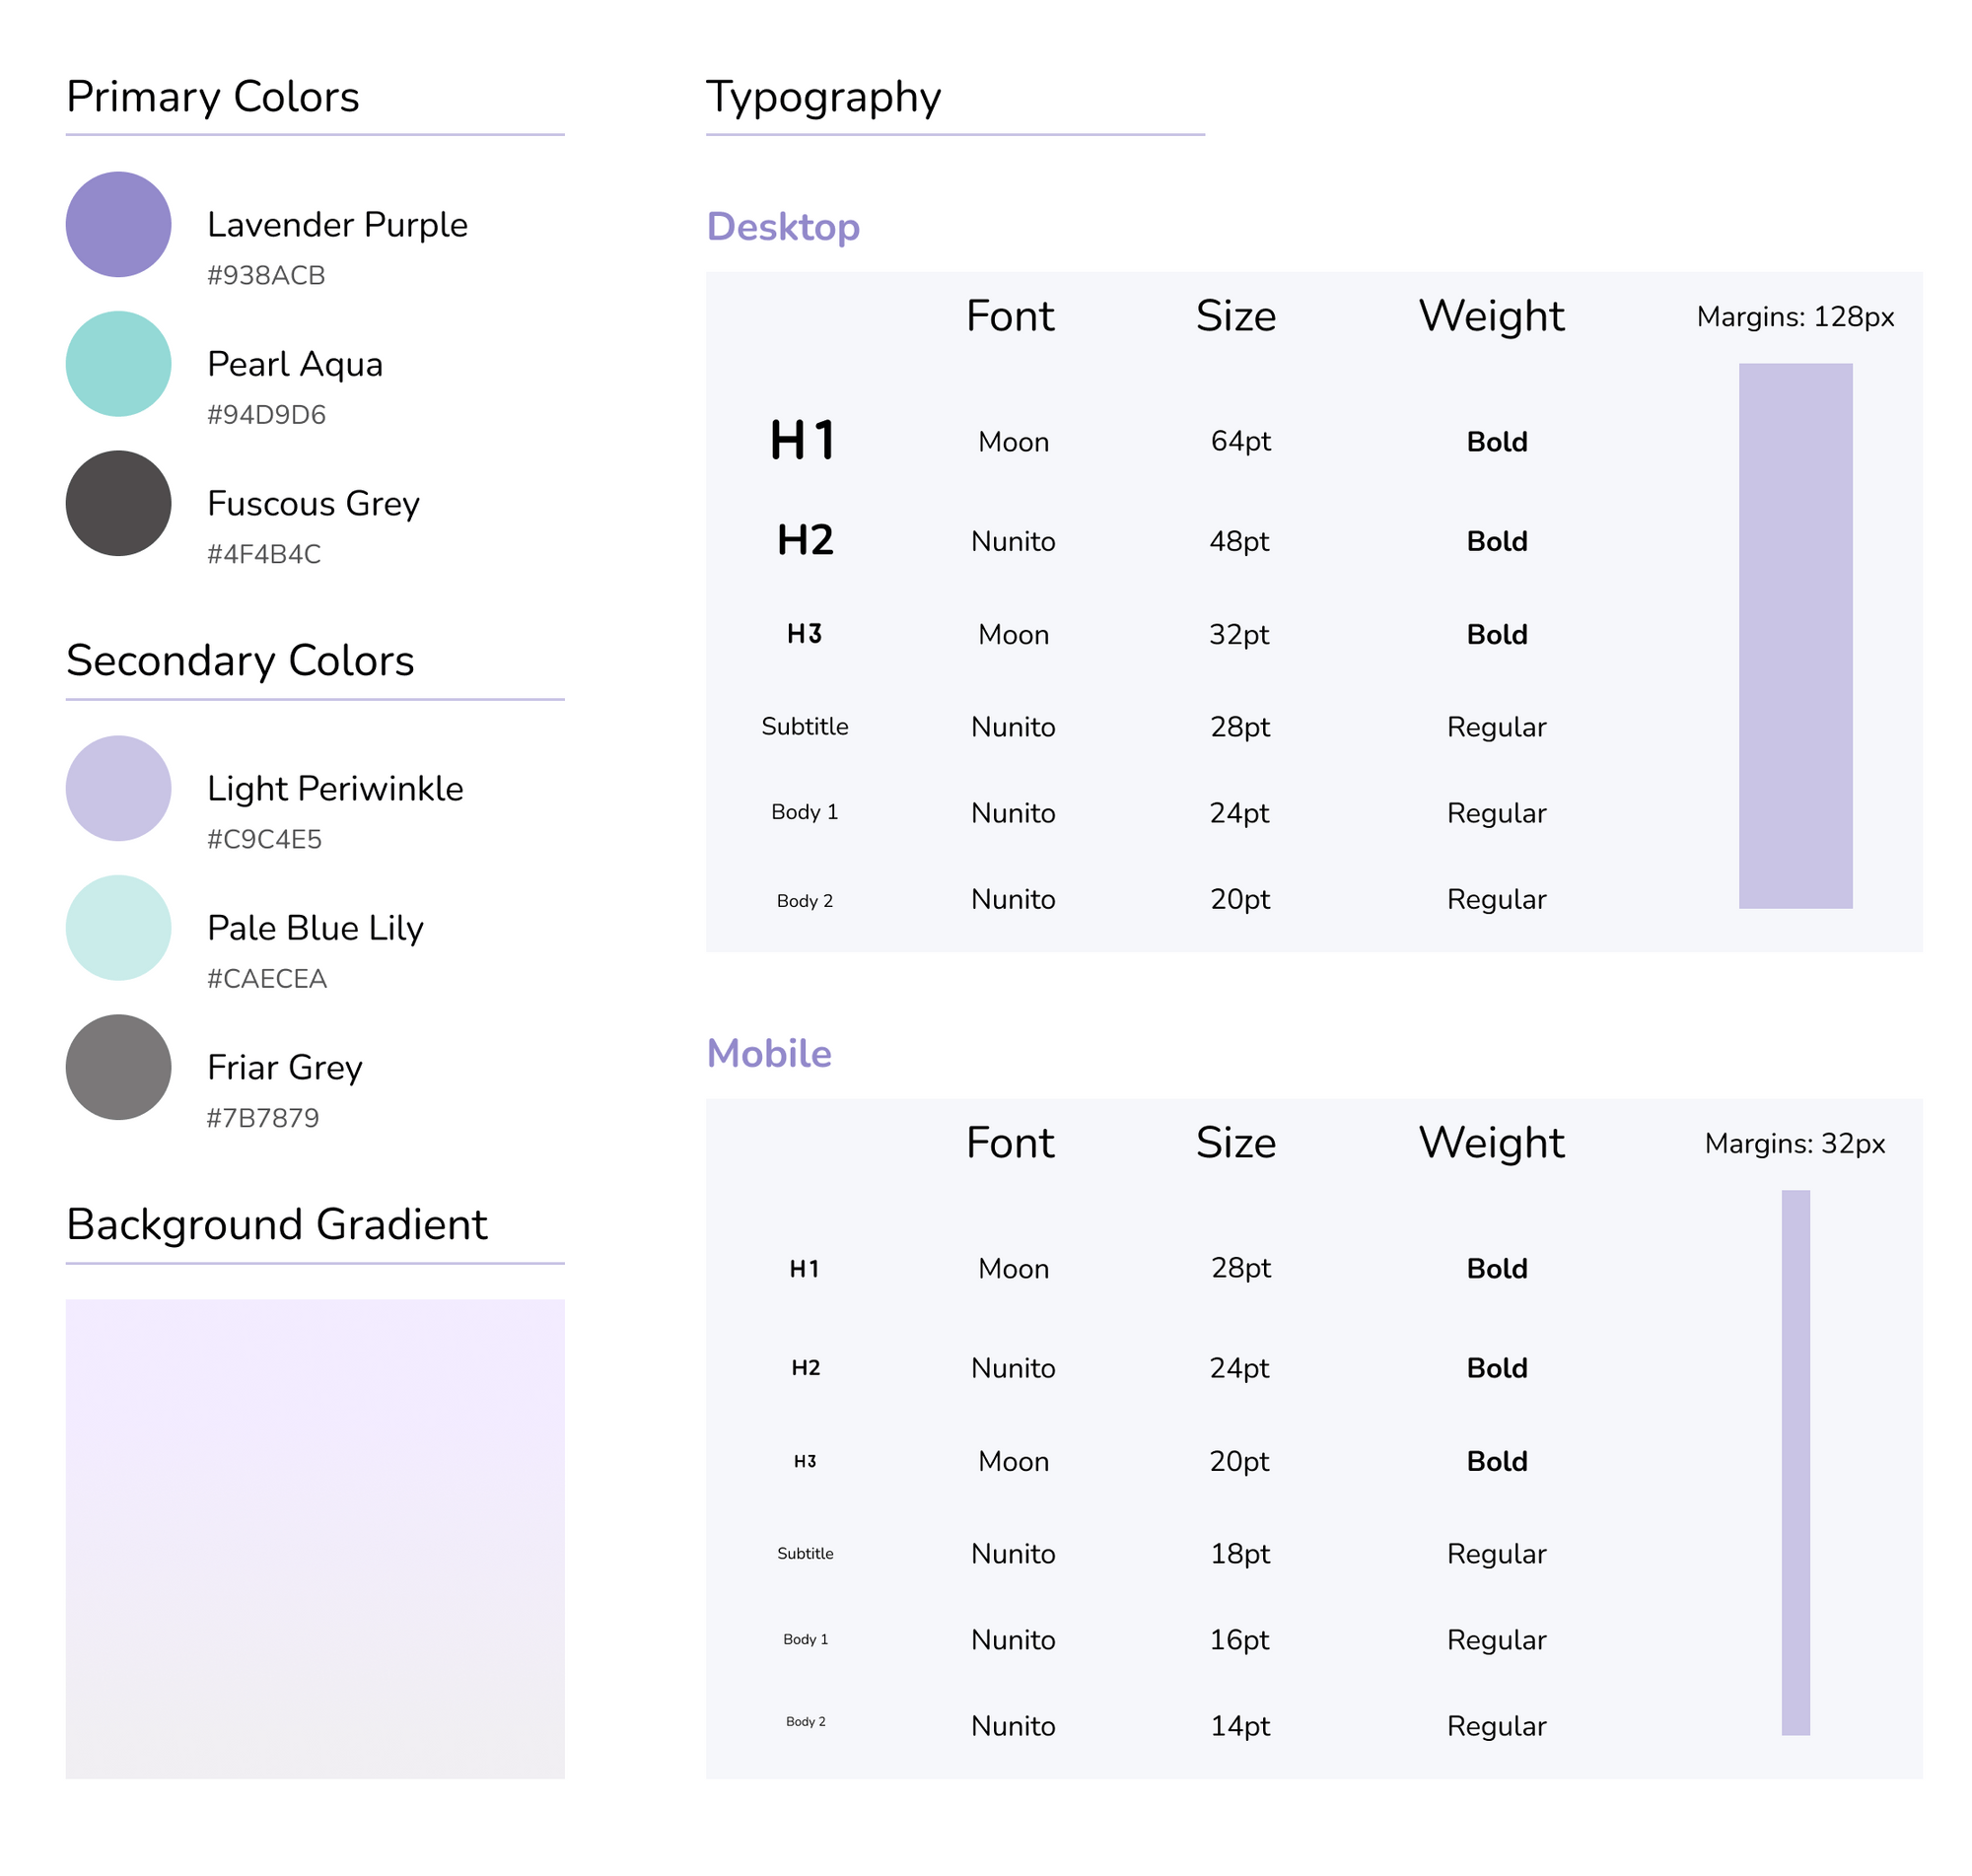 Primary Colors
Lavender Purple
#938ACB
Pearl Aqua
#94D9D6
Fuscous Grey
#4F4B4C
Secondary Colors
Light Periwinkle
#C9C4E5
Pale Blue Lily
#CAECEA
Friar Grey
#7B7879
Background Gradient
Typography
Desktop
Font Size Weight Margins: 128px
H1 Moon 64pt Bold
H2 Nunito 48pt Bold
H3 Moon 32pt Bold
Subtitle Nunito 28pt Regular
Body 1 Nunito 24pt Regular
Body 2 Nunito 20pt Regular
Mobile
Font Size Weight Margins: 32px
H1 Moon 28pt Bold
H2 Nunito 24pt Bold
H3 Moon 20pt Bold
Subtitle Nunito 18pt Regular
Body 1 Nunito 16pt Regular
Body 2 Nunito 14pt Regular